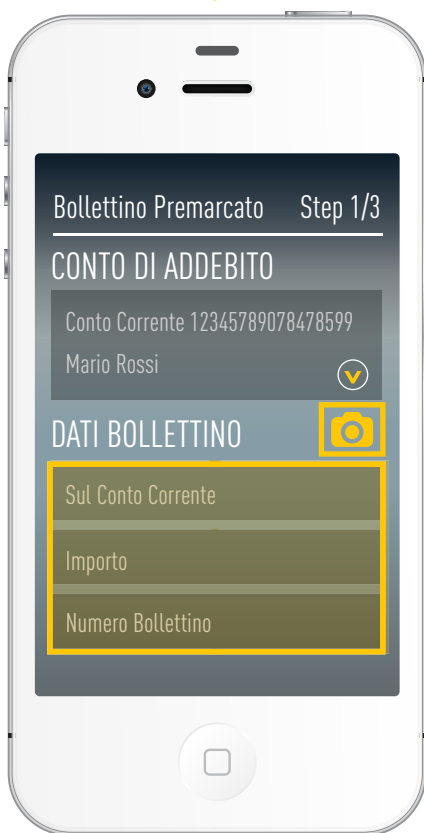 Bollettino Premarcato Step 1/3
CONTO DI ADDEBITO
Conto Corrente 12345789078478599
Mario Rossi
DATI BOLLETTINO
Sul Conto Corrente
Importo
Numero Bollettino